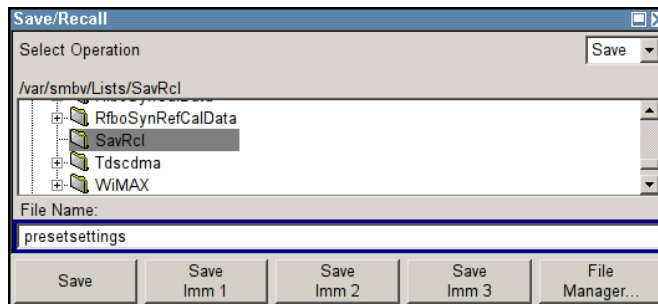 Save/Recall
Select Operation
Save
/var/smbv/Lists/SavRcl
RfboSynRefCalData
SavRcl
Tdscdma
WiMAX
File Name:
presetsettings
Save
Save
Imm 1
Save
Imm 2
Save
Imm 3
File
Manager...